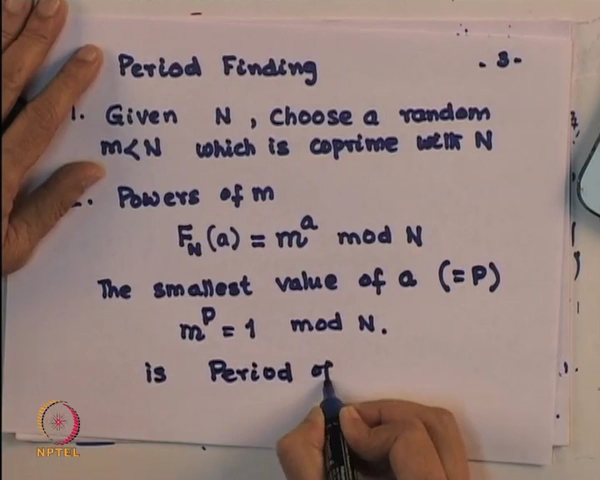 Period Finding
. 3-
1. Given N, choose a random
m<N which is coprime with N
2. Powers of m
F_N(a) = m^a mod N
The smallest value of a (=P)
m^P = 1 mod N.
is Period of
NPTEL